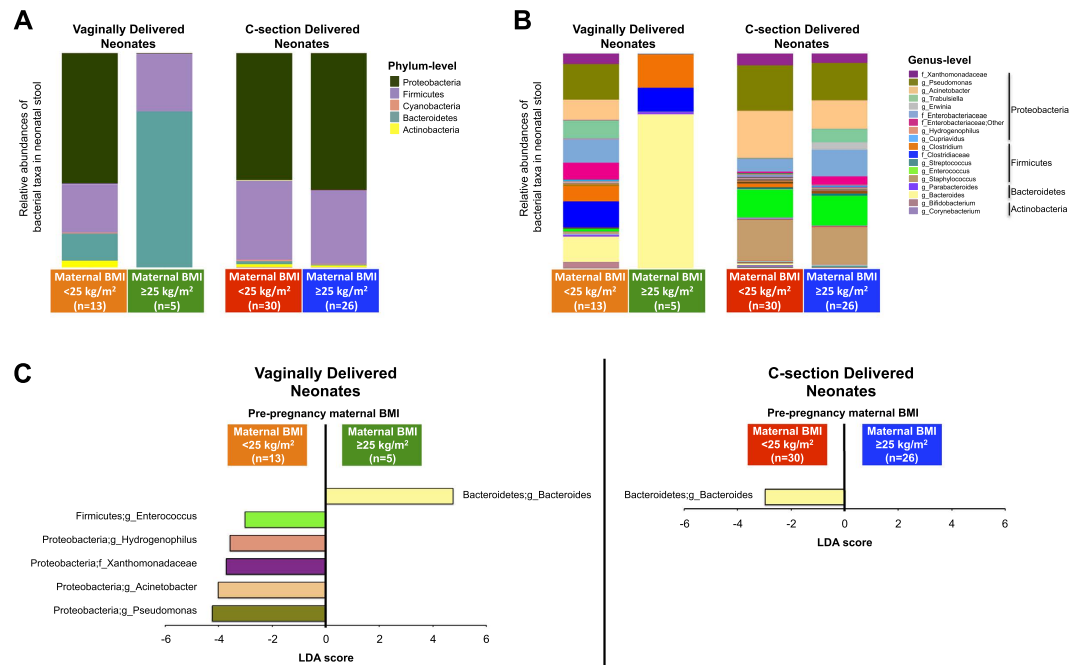 A
Vaginally Delivered
Neonates
C-section Delivered
Neonates
Relative abundances of
bacterial taxa in neonatal stool
Phylum-level
Proteobacteria
Firmicutes
Cyanobacteria
Bacteroidetes
Actinobacteria
Maternal BMI
<25 kg/m²
(n=13)
Maternal BMI
≥25 kg/m²
(n=5)
Maternal BMI
<25 kg/m²
(n=30)
Maternal BMI
≥25 kg/m²
(n=26)
B
Vaginally Delivered
Neonates
C-section Delivered
Neonates
Relative abundances of
bacterial taxa in neonatal stool
Genus-level
f_Xanthomonadaceae
g_Pseudomonas
g_Acinetobacter
g_Trabulsiella
g_Erwinia
f_Enterobacteriaceae
f_Enterobacteriaceae;Other
g_Hydrogenophilus
g_Cupriavidus
g_Clostridium
f_Clostridiaceae
g_Streptococcus
g_Enterococcus
g_Staphylococcus
g_Parabacteroides
g_Bacteroides
g_Bifidobacterium
g_Corynebacterium
Proteobacteria
Firmicutes
Bacteroidetes
Actinobacteria
Maternal BMI
<25 kg/m²
(n=13)
Maternal BMI
≥25 kg/m²
(n=5)
Maternal BMI
<25 kg/m²
(n=30)
Maternal BMI
≥25 kg/m²
(n=26)
C
Vaginally Delivered
Neonates
Pre-pregnancy maternal BMI
Maternal BMI
<25 kg/m²
(n=13)
Maternal BMI
≥25 kg/m²
(n=5)
Bacteroidetes;g_Bacteroides
Firmicutes;g_Enterococcus
Proteobacteria;g_Hydrogenophilus
Proteobacteria;f_Xanthomonadaceae
Proteobacteria;g_Acinetobacter
Proteobacteria;g_Pseudomonas
-6 -4 -2 0 2 4 6
LDA score
C-section Delivered
Neonates
Pre-pregnancy maternal BMI
Maternal BMI
<25 kg/m²
(n=30)
Maternal BMI
≥25 kg/m²
(n=26)
Bacteroidetes;g_Bacteroides
-6 -4 -2 0 2 4 6
LDA score